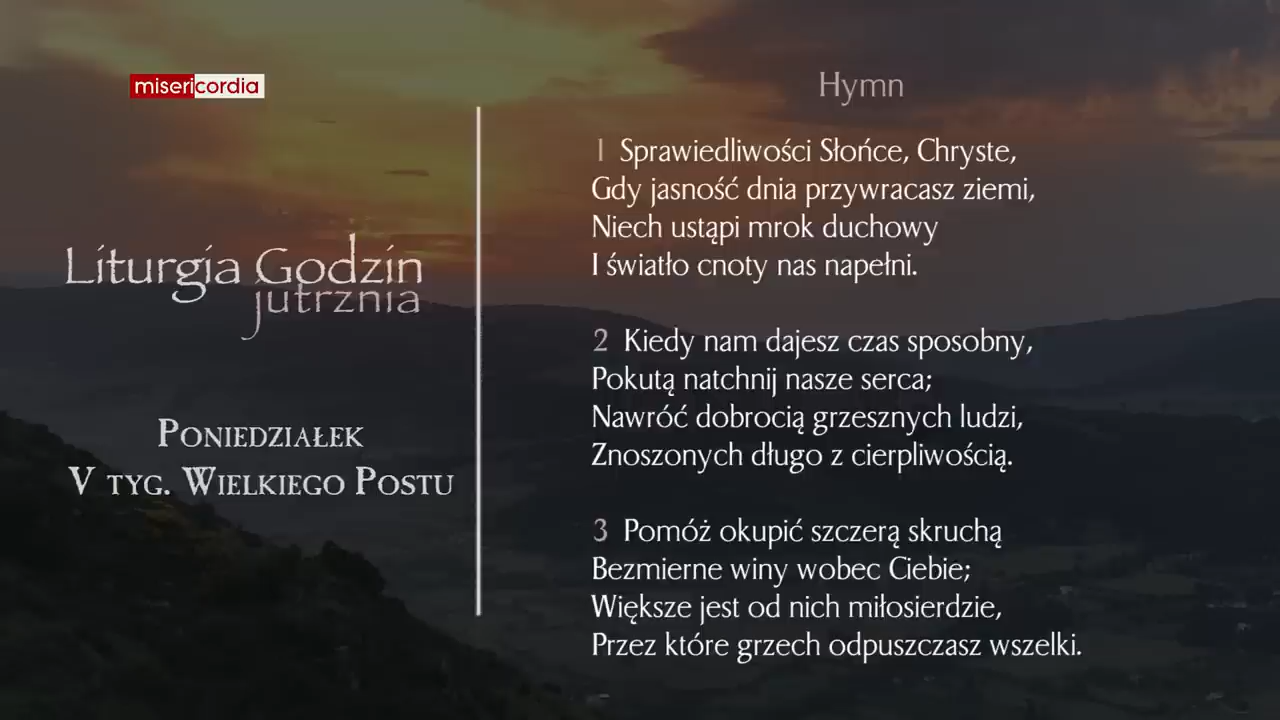 misericordia
Liturgia Godzin
jutrznia
Poniedziałek
V tyg. Wielkiego Postu
Hymn
1 Sprawiedliwości Słońce, Chryste,
Gdy jasność dnia przywracasz ziemi,
Niech ustąpi mrok duchowy
I światło cnoty nas napełni.
2 Kiedy nam dajesz czas sposobny,
Pokutą natchnij nasze serca;
Nawróć dobrocią grzesznych ludzi,
Znoszonych długo z cierpliwością.
3 Pomóż okupić szczerą skruchą
Bezmierne winy wobec Ciebie;
Większe jest od nich miłosierdzie,
Przez które grzech odpuszczasz wszelki.